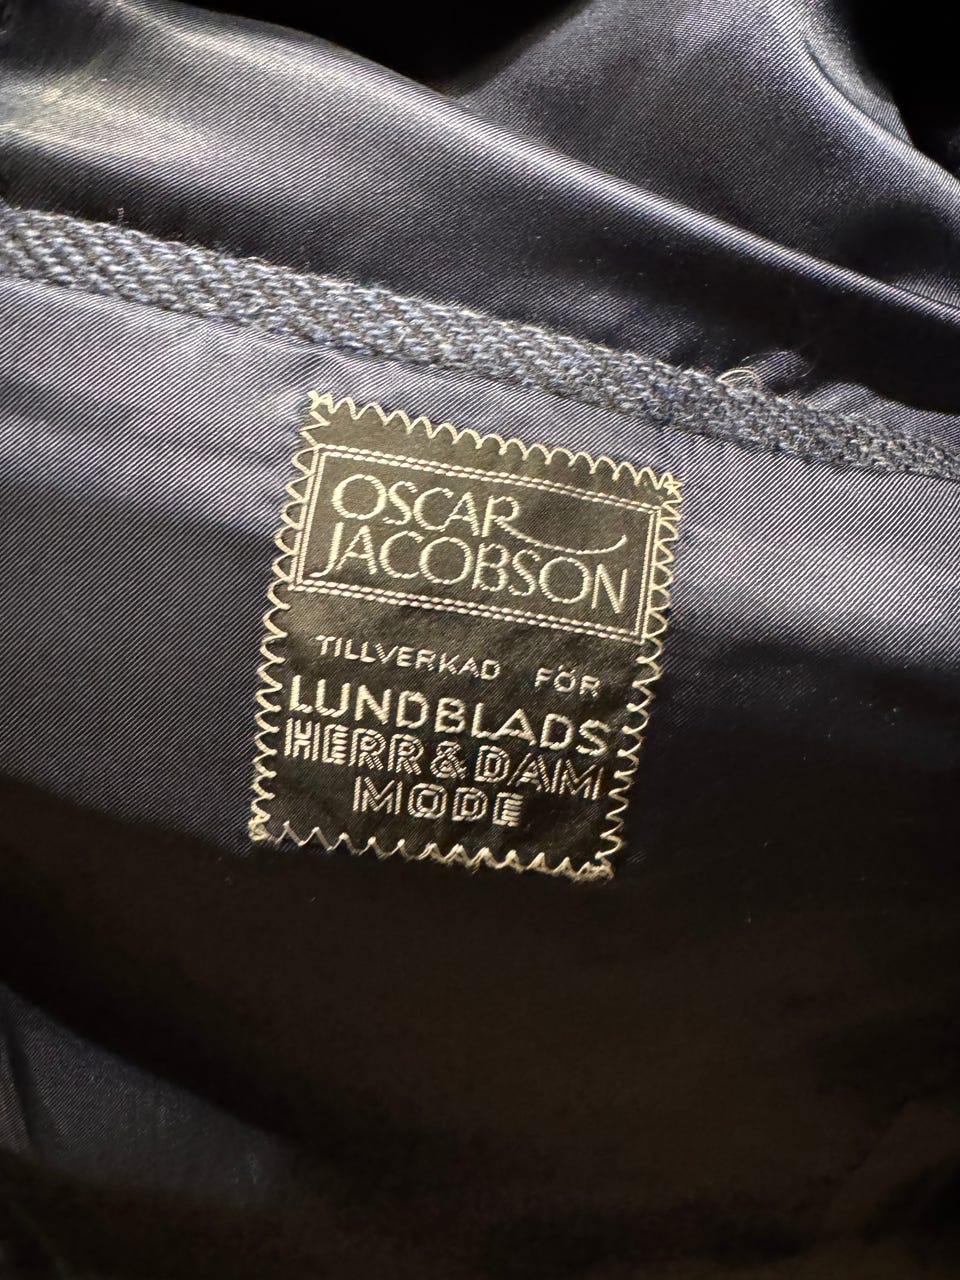 OSCAR
JACOBSON
TILLVERKAD FÖR
LUNDBLADS
HERR & DAM
MODE